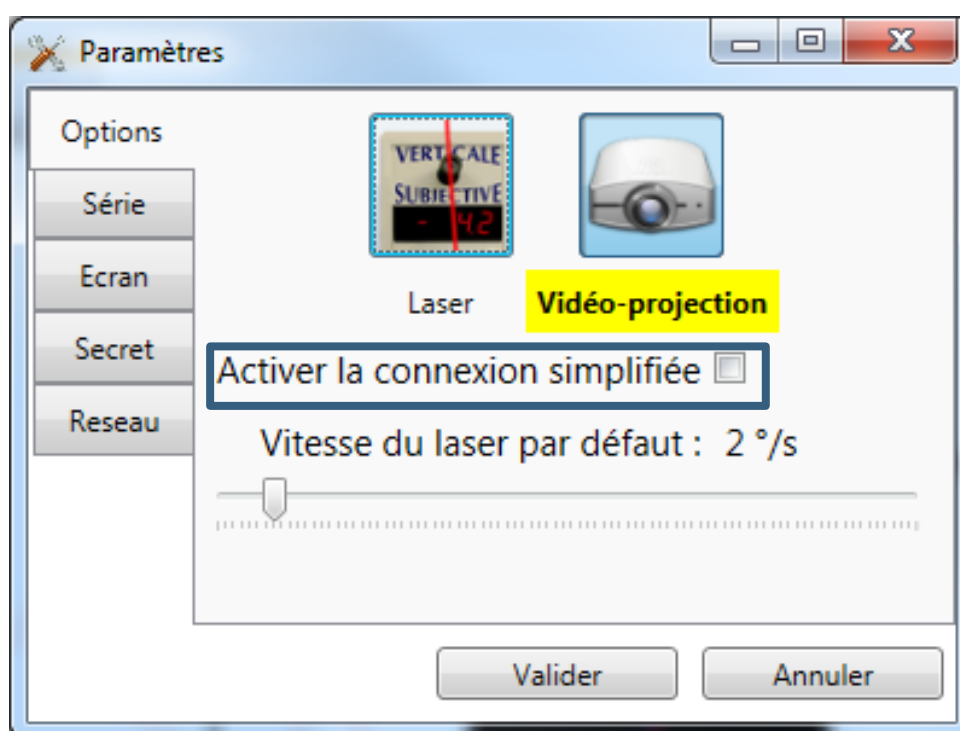 Paramètres
Options
Série
Ecran
Secret
Reseau
VERTICALE
SUBJECTIVE
- 4.2
Laser
Vidéo-projection
Activer la connexion simplifiée
Vitesse du laser par défaut : 2 °/s
Valider
Annuler